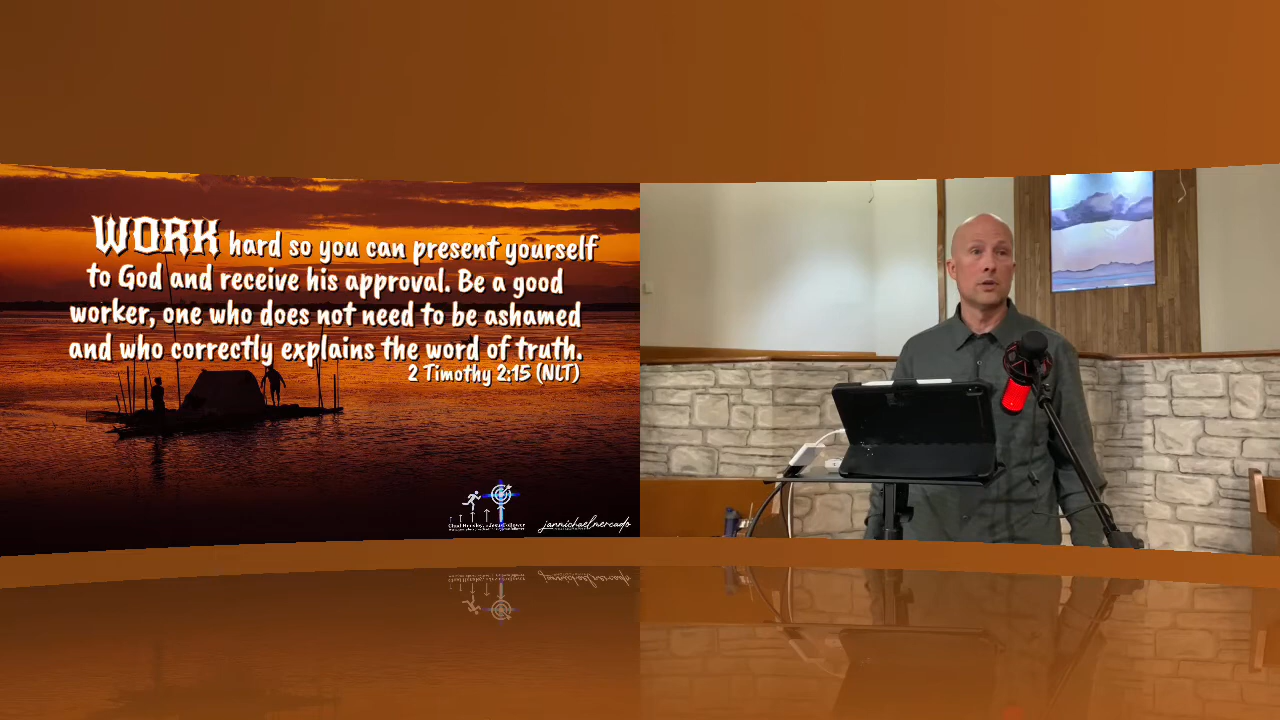 WORK hard so you can present yourself
to God and receive his approval. Be a good
worker, one who does not need to be ashamed
and who correctly explains the word of truth.
2 Timothy 2:15 (NLT)
janmichaelmercado